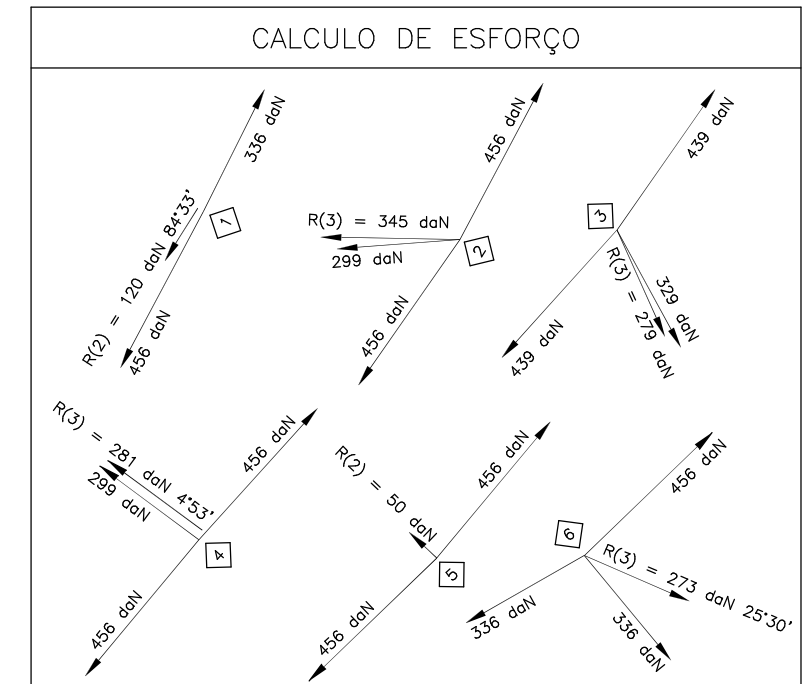 CALCULO DE ESFORÇO
336 daN
R(2) = 120 daN 84°33'
456 daN
1
456 daN
R(3) = 345 daN
299 daN
456 daN
2
439 daN
3
439 daN
R(3) = 279 daN
329 daN
R(3) = 281 daN 4°53'
299 daN
456 daN
456 daN
4
R(2) = 50 daN
456 daN
456 daN
5
456 daN
6
R(3) = 273 daN 25°30'
336 daN
336 daN